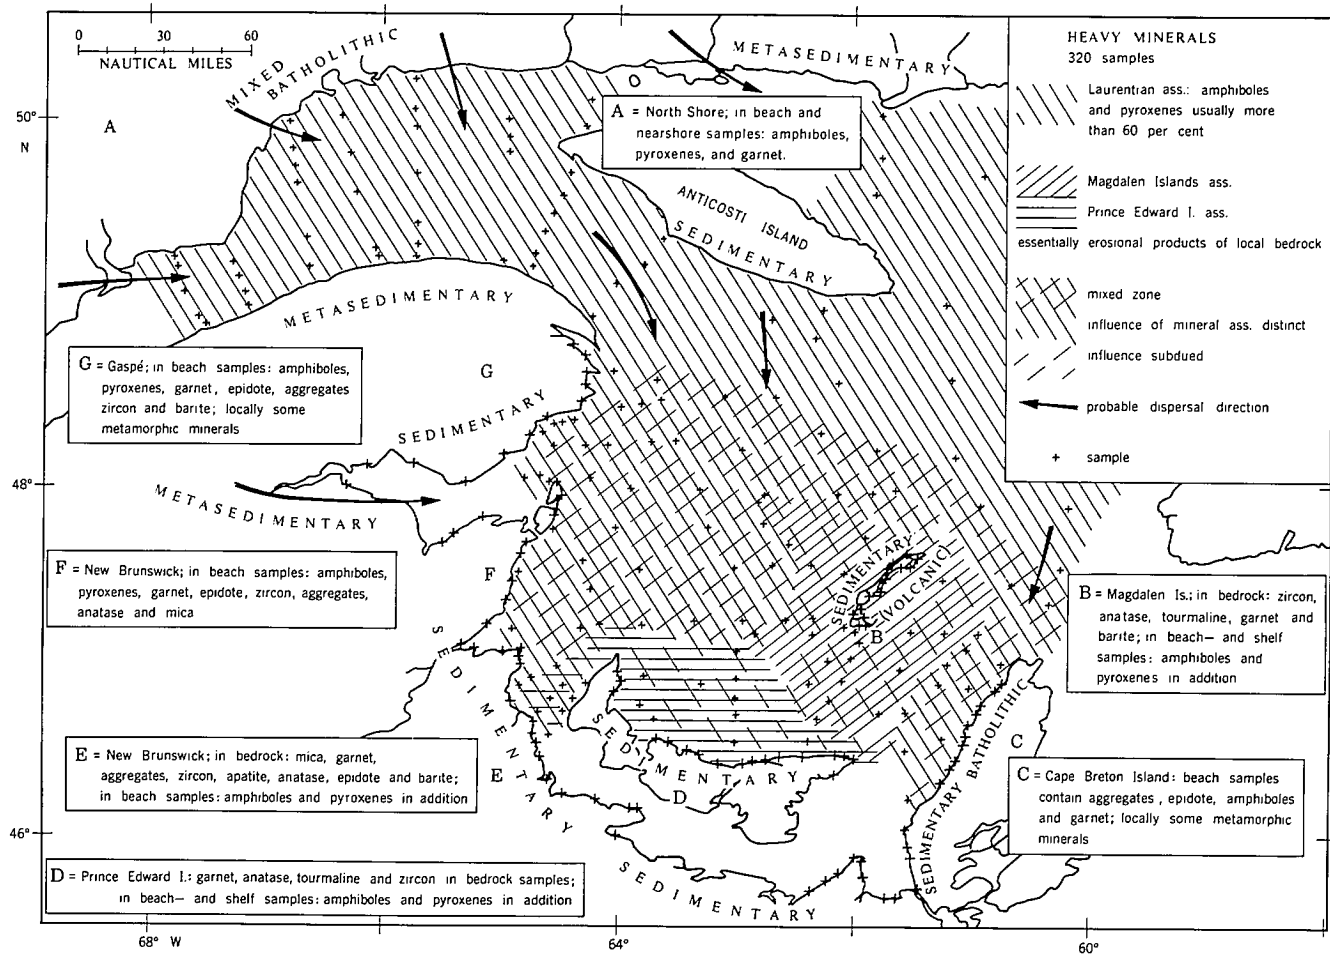 0 30 60
NAUTICAL MILES
MIXED
BATHOLITHIC
METASEDIMENTARY
HEAVY MINERALS
320 samples
Laurentian ass.: amphiboles
and pyroxenes usually more
than 60 per cent
Magdalen Islands ass.
Prince Edward I. ass.
essentially erosional products of local bedrock
mixed zone
influence of mineral ass. distinct
influence subdued
probable dispersal direction
+ sample
50°
N
A
A = North Shore; in beach and
nearshore samples: amphiboles,
pyroxenes, and garnet.
ANTICOSTI ISLAND
SEDIMENTARY
METASEDIMENTARY
G = Gaspé; in beach samples: amphiboles,
pyroxenes, garnet, epidote, aggregates
zircon and barite; locally some
metamorphic minerals
G
SEDIMENTARY
48°
METASEDIMENTARY
F = New Brunswick; in beach samples: amphiboles,
pyroxenes, garnet, epidote, zircon, aggregates,
anatase and mica
F
SEDIMENTARY
(VOLCANIC)
B
B = Magdalen Is.; in bedrock: zircon,
anatase, tourmaline, garnet and
barite; in beach– and shelf
samples: amphiboles and
pyroxenes in addition
SEDIMENTARY
E = New Brunswick; in bedrock: mica, garnet,
aggregates, zircon, apatite, anatase, epidote and barite;
in beach samples: amphiboles and pyroxenes in addition
E
SEDIMENTARY
D
SEDIMENTARY BATHOLITHIC
C
C = Cape Breton Island: beach samples
contain aggregates, epidote, amphiboles
and garnet; locally some metamorphic
minerals
46°
D = Prince Edward I.: garnet, anatase, tourmaline and zircon in bedrock samples;
in beach– and shelf samples: amphiboles and pyroxenes in addition
SEDIMENTARY
68° W
64°
60°